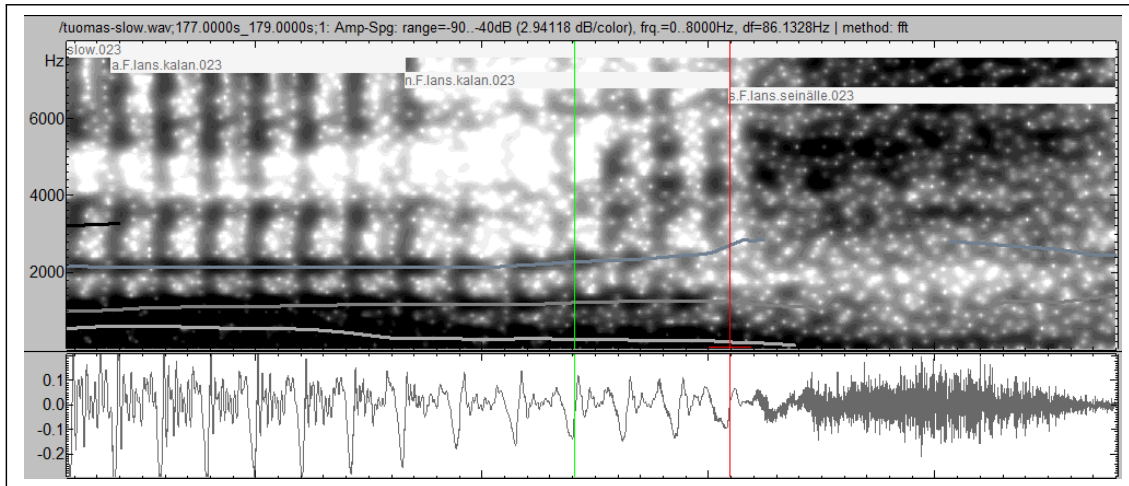 /tuomas-slow.wav;177.0000s_179.0000s;1: Amp-Spg: range=-90..-40dB (2.94118 dB/color), frq.=0..8000Hz, df=86.1328Hz | method: fft
Hz
slow.023
a.F.lans.kalan.023
n.F.lans.kalan.023
s.F.lans.seinälle.023
6000
4000
2000
0.1
0.0
-0.1
-0.2